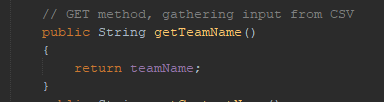 // GET method, gathering input from CSV
public String getTeamName()
{
return teamName;
}